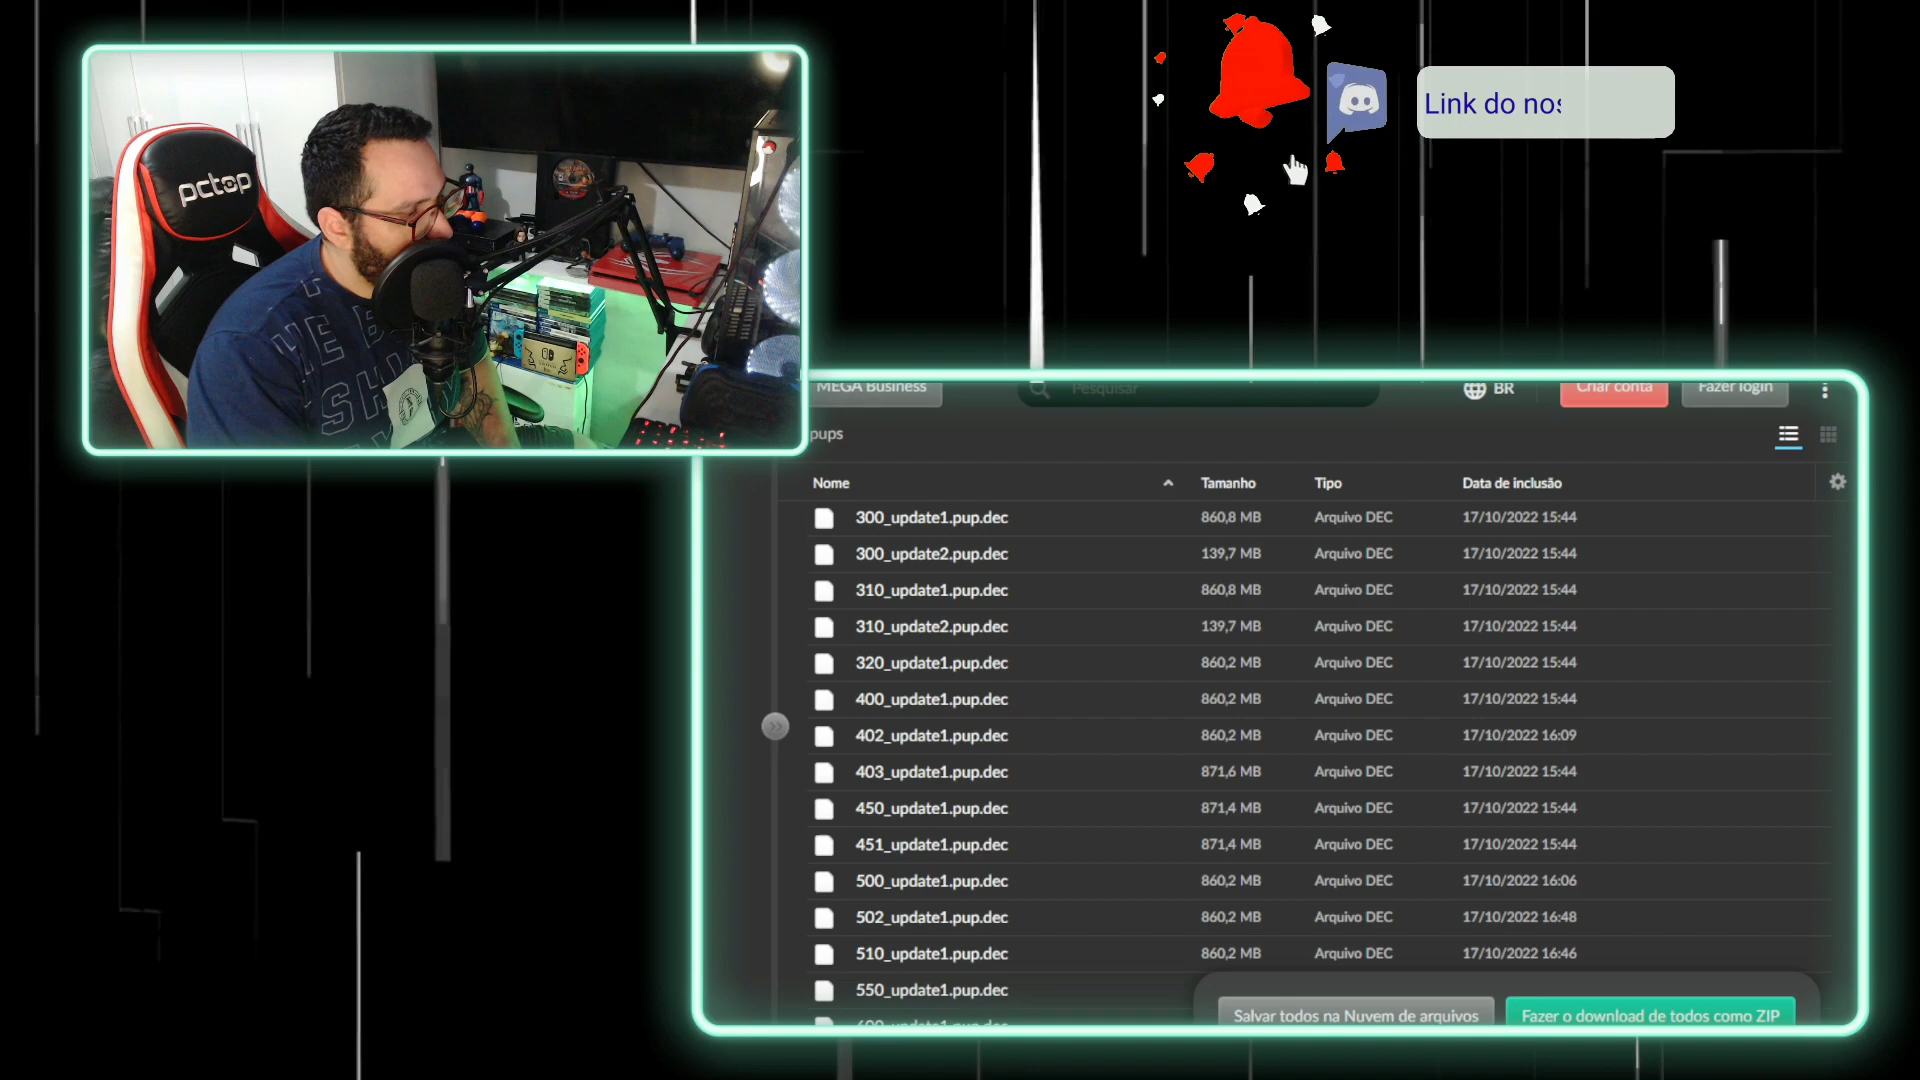 pctop
Link do nos
MEGA Business
Pesquisar
BR
Criar conta
Fazer login
pups
Nome Tamanho Tipo Data de inclusão
300_update1.pup.dec 860,8 MB Arquivo DEC 17/10/2022 15:44
300_update2.pup.dec 139,7 MB Arquivo DEC 17/10/2022 15:44
310_update1.pup.dec 860,8 MB Arquivo DEC 17/10/2022 15:44
310_update2.pup.dec 139,7 MB Arquivo DEC 17/10/2022 15:44
320_update1.pup.dec 860,2 MB Arquivo DEC 17/10/2022 15:44
400_update1.pup.dec 860,2 MB Arquivo DEC 17/10/2022 15:44
402_update1.pup.dec 860,2 MB Arquivo DEC 17/10/2022 16:09
403_update1.pup.dec 871,6 MB Arquivo DEC 17/10/2022 15:44
450_update1.pup.dec 871,4 MB Arquivo DEC 17/10/2022 15:44
451_update1.pup.dec 871,4 MB Arquivo DEC 17/10/2022 15:44
500_update1.pup.dec 860,2 MB Arquivo DEC 17/10/2022 16:06
502_update1.pup.dec 860,2 MB Arquivo DEC 17/10/2022 16:48
510_update1.pup.dec 860,2 MB Arquivo DEC 17/10/2022 16:46
550_update1.pup.dec
Salvar todos na Nuvem de arquivos
Fazer o download de todos como ZIP